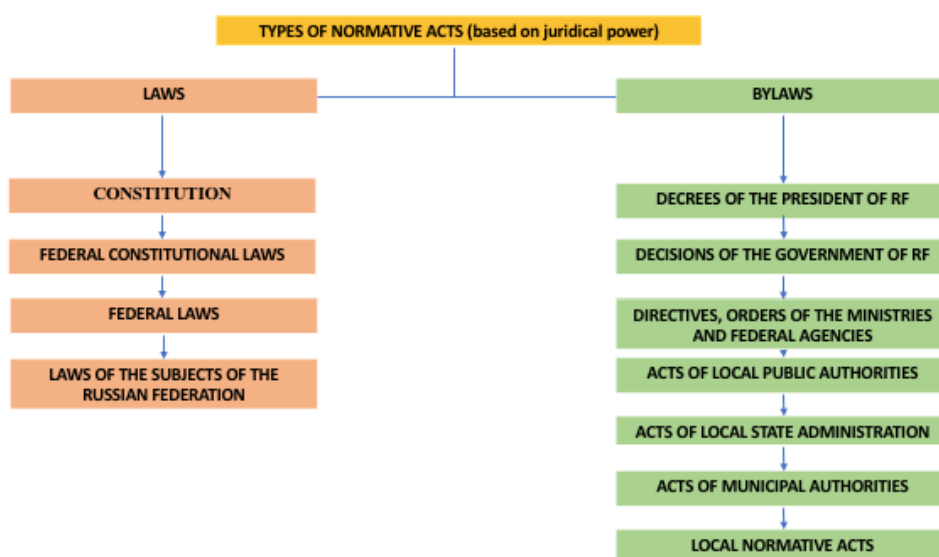 TYPES OF NORMATIVE ACTS (based on juridical power)
LAWS
CONSTITUTION
FEDERAL CONSTITUTIONAL LAWS
FEDERAL LAWS
LAWS OF THE SUBJECTS OF THE
RUSSIAN FEDERATION
BYLAWS
DECREES OF THE PRESIDENT OF RF
DECISIONS OF THE GOVERNMENT OF RF
DIRECTIVES, ORDERS OF THE MINISTRIES
AND FEDERAL AGENCIES
ACTS OF LOCAL PUBLIC AUTHORITIES
ACTS OF LOCAL STATE ADMINISTRATION
ACTS OF MUNICIPAL AUTHORITIES
LOCAL NORMATIVE ACTS